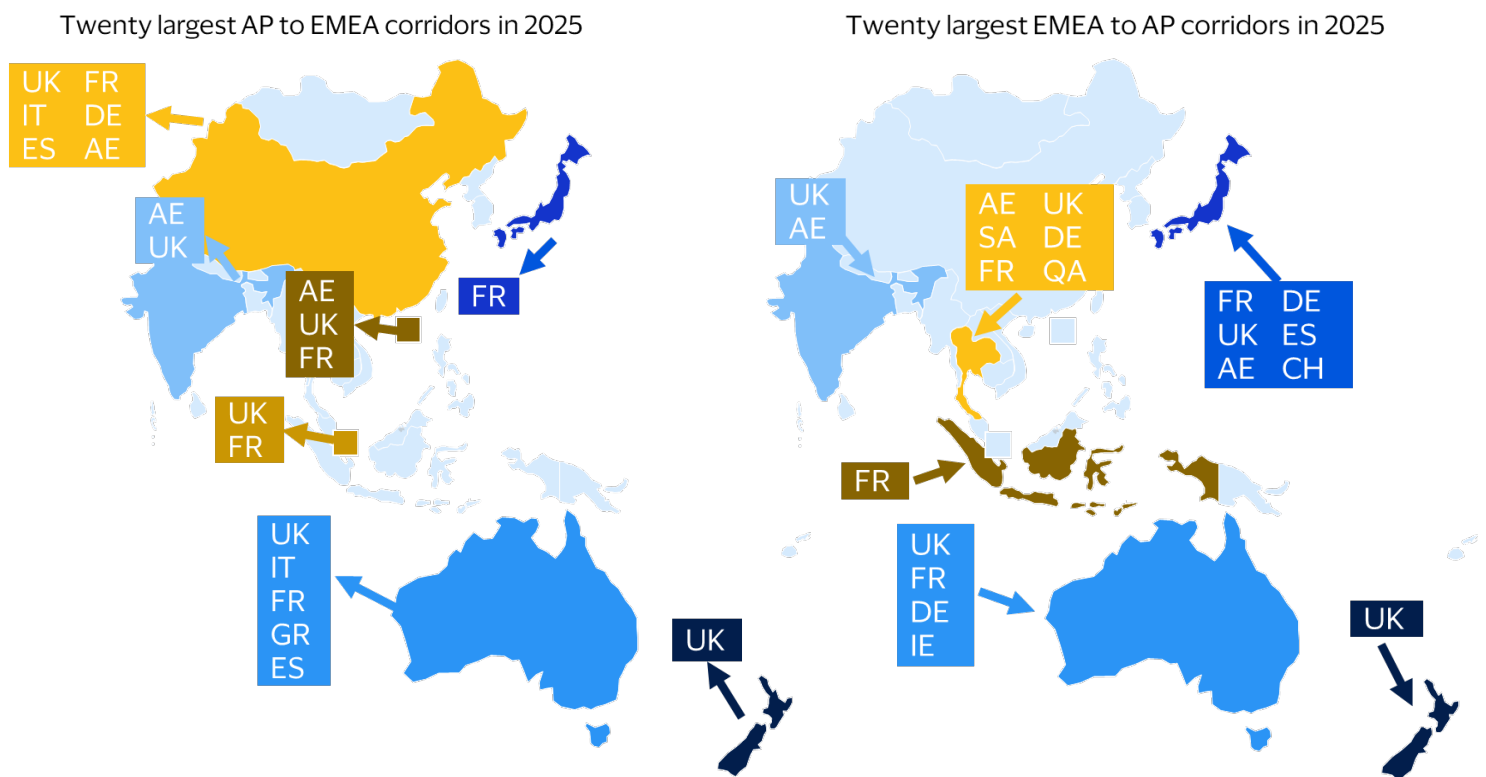 Twenty largest AP to EMEA corridors in 2025
UK FR
IT DE
ES AE
AE
UK
AE
UK
FR
FR
UK
FR
UK
IT
FR
GR
ES
UK
Twenty largest EMEA to AP corridors in 2025
UK
AE
AE UK
SA DE
FR QA
FR DE
UK ES
AE CH
FR
UK
FR
DE
IE
UK